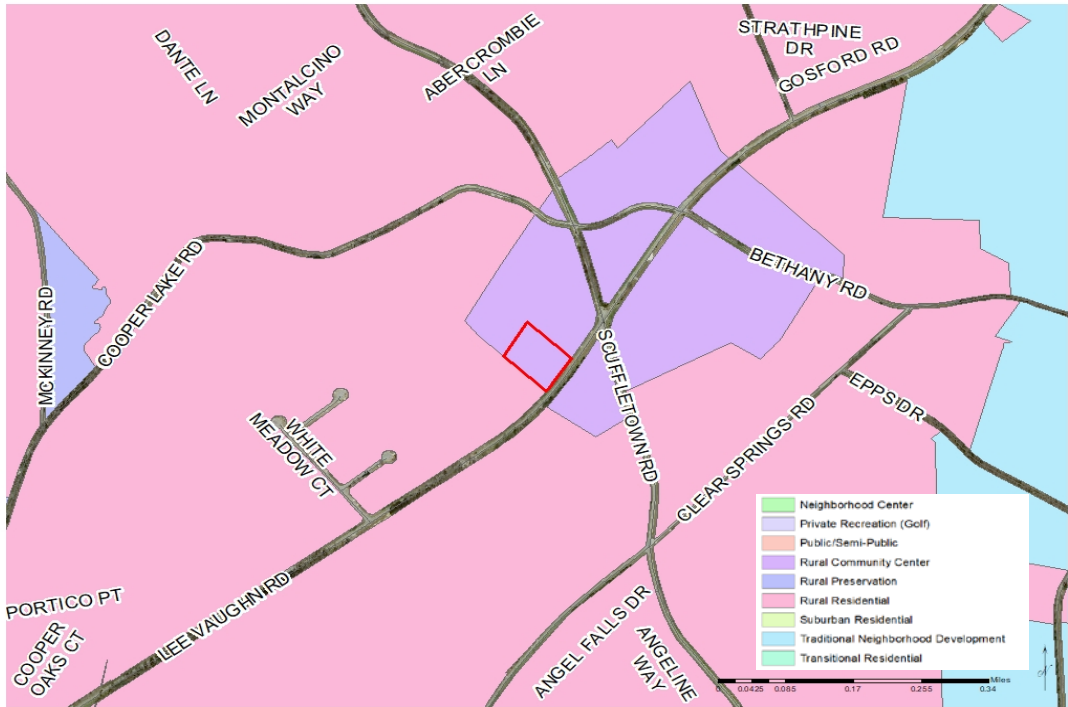 STRATHPINE
DR
GOSFORD RD
DANTE LN
MONTALCINO
WAY
ABERCROMBIE
LN
BETHANY RD
MCKINNEY RD
COOPER LAKE RD
SCUFFLETOWN RD
EPPS DR
WHITE
MEADOW CT
CLEAR SPRINGS RD
LEE VAUGHN RD
PORTICO PT
COOPER
OAKS CT
ANGEL FALLS DR
ANGELINE
WAY
Neighborhood Center
Private Recreation (Golf)
Public/Semi-Public
Rural Community Center
Rural Preservation
Rural Residential
Suburban Residential
Traditional Neighborhood Development
Transitional Residential
Miles
0 0.0425 0.085 0.17 0.255 0.34
N